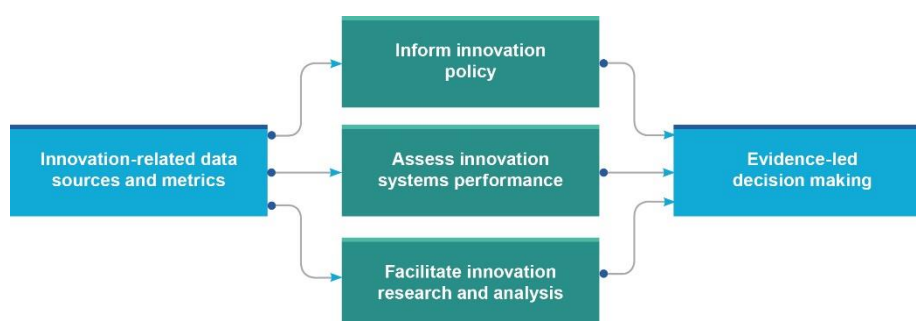 Inform innovation
policy
Innovation-related data
sources and metrics
Assess innovation
systems performance
Evidence-led
decision making
Facilitate innovation
research and analysis